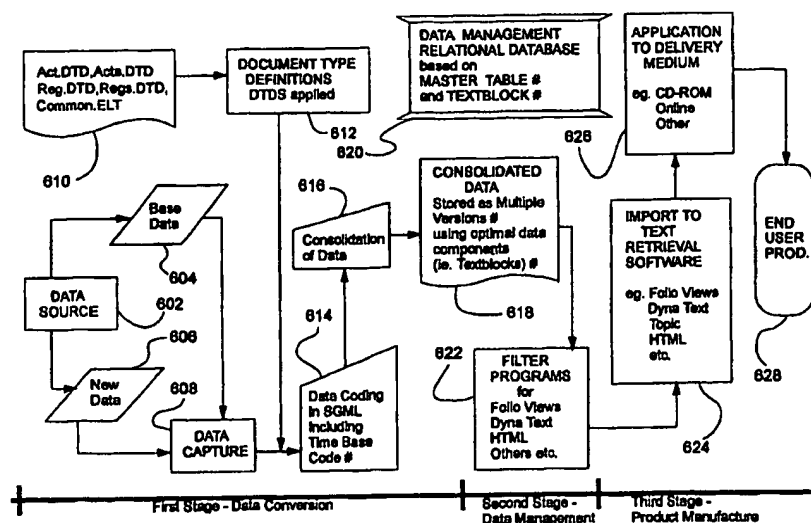 Act.DTD,Acts.DTD
Reg.DTD,Regs.DTD,
Common.ELT
610
DOCUMENT TYPE
DEFINITIONS
DTDS applied
612
DATA MANAGEMENT
RELATIONAL DATABASE
based on
MASTER TABLE #
and TEXTBLOCK #
620
APPLICATION
TO DELIVERY
MEDIUM
eg. CD-ROM
Online
Other
626
Base
Data
604
DATA
SOURCE
602
606
New
Data
608
DATA
CAPTURE
616
Consolidation
of Data
614
Data Coding
in SGML
Including
Time Base
Code #
CONSOLIDATED
DATA
Stored as Multiple
Versions #
using optimal data
components
(ie. Textblocks) #
618
622
FILTER
PROGRAMS
for
Folio Views
Dyna Text
HTML
Others etc.
IMPORT TO
TEXT
RETRIEVAL
SOFTWARE
eg. Folio Views
Dyna Text
Topic
HTML
etc.
624
END
USER
PROD.
628
First Stage - Data Conversion
Second Stage -
Data Management
Third Stage -
Product Manufacture